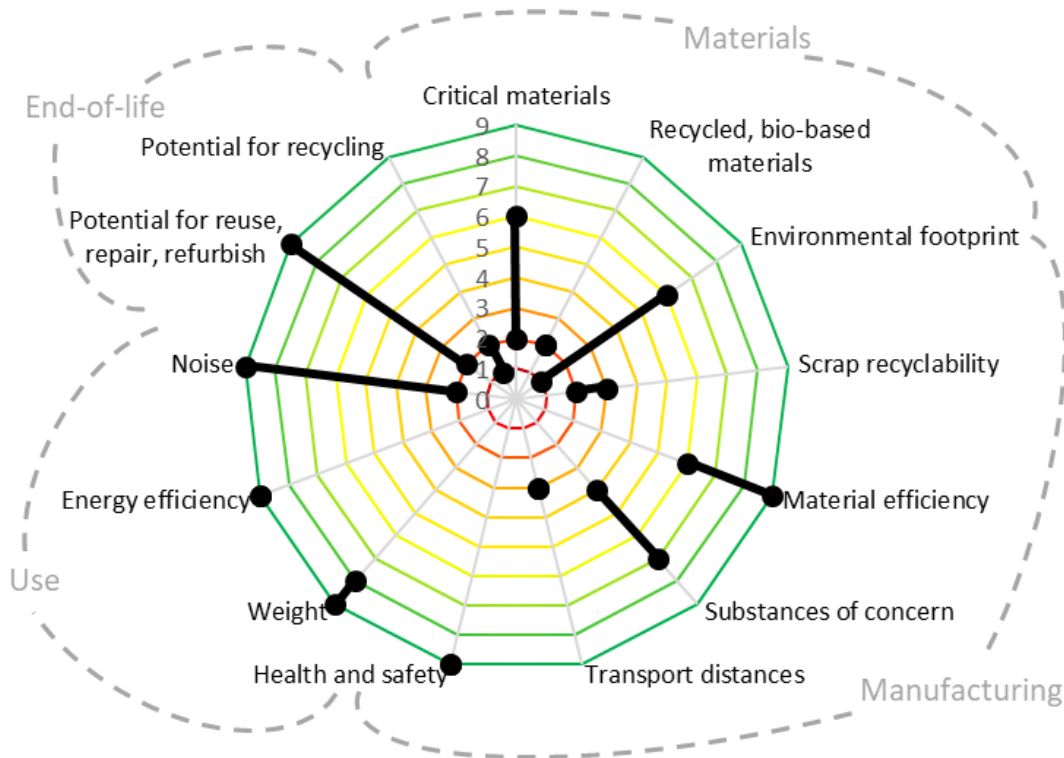 Materials
End-of-life
Critical materials
Recycled, bio-based
materials
Potential for recycling
9
8
7
6
5
4
3
2
1
0
Potential for reuse,
repair, refurbish
Environmental footprint
Noise
Scrap recyclability
Energy efficiency
Material efficiency
Use
Weight
Substances of concern
Health and safety
Transport distances
Manufacturing